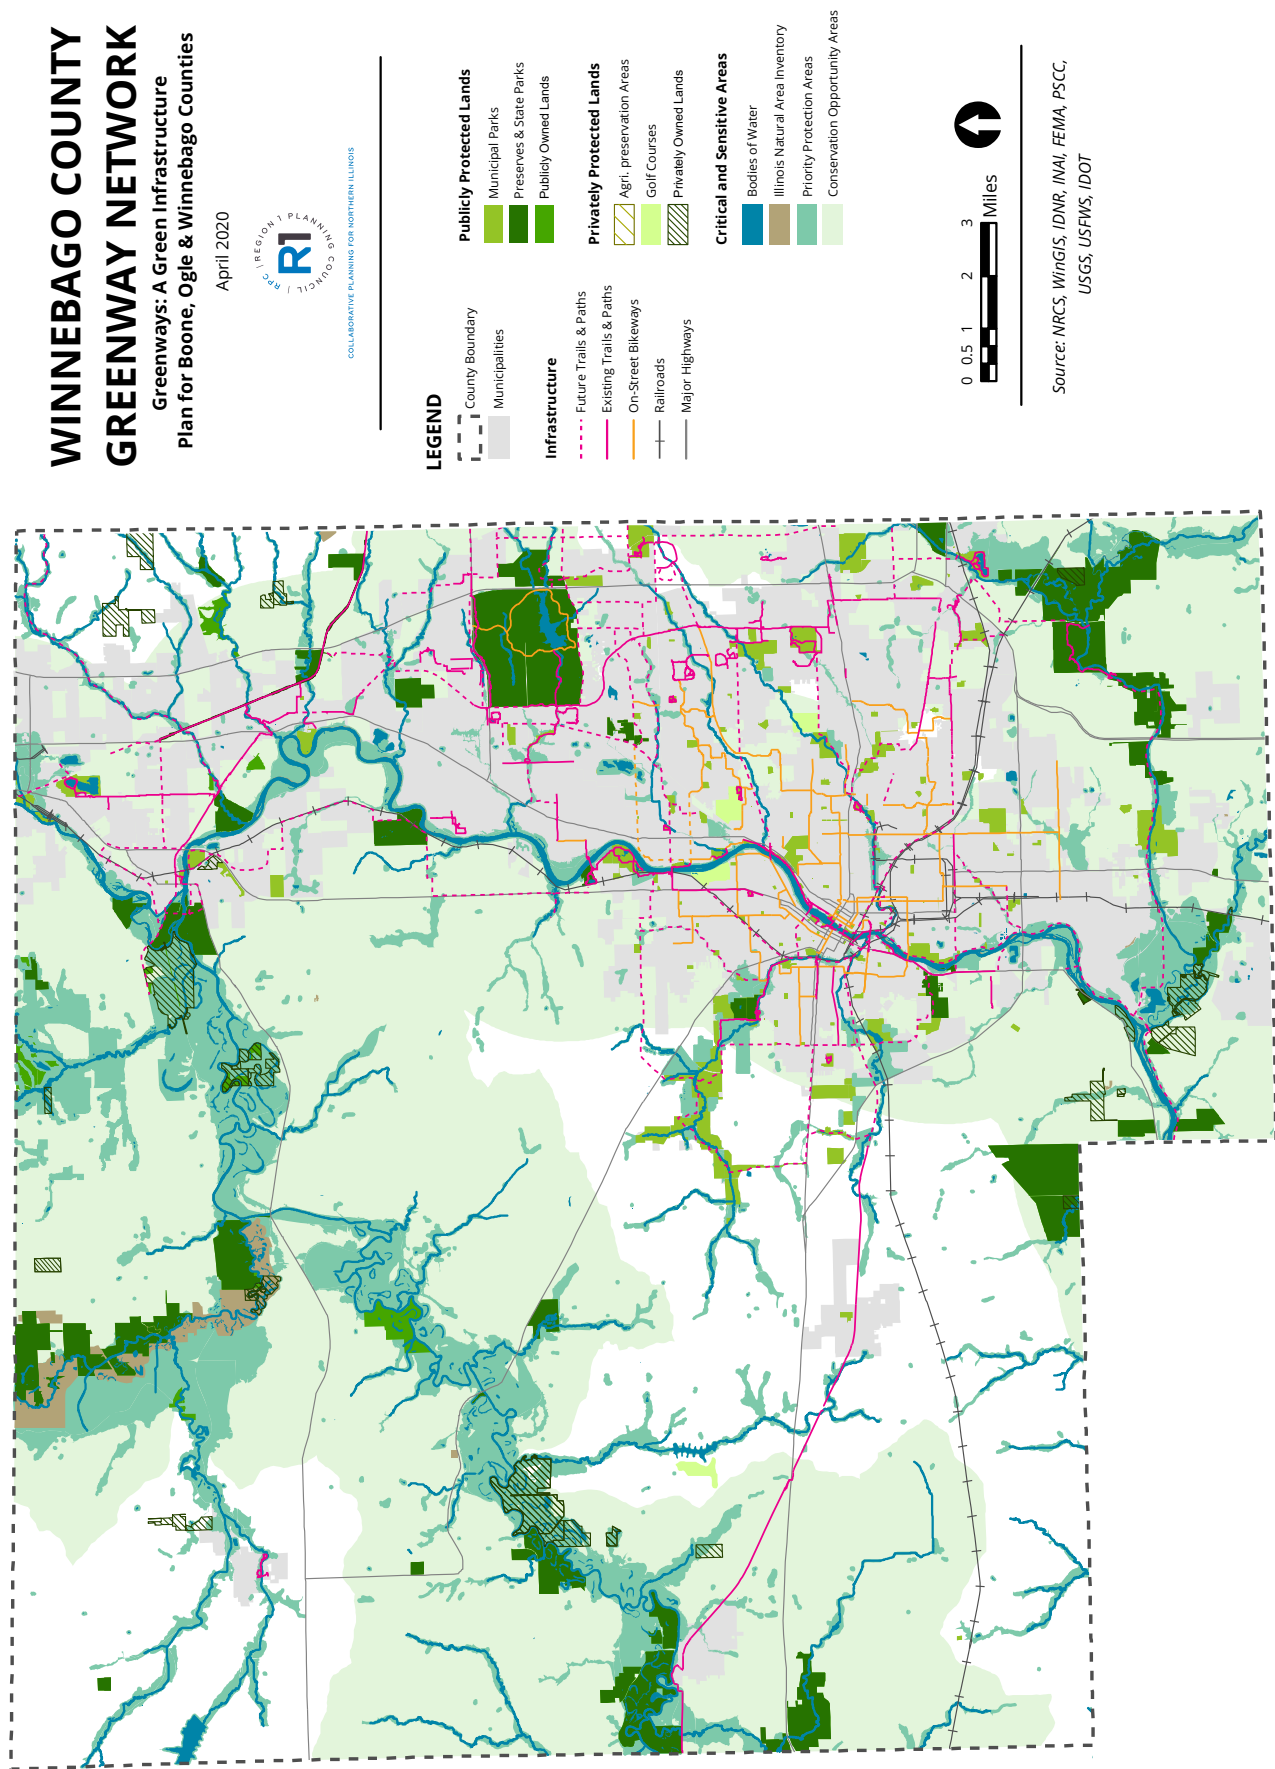 WINNEBAGO COUNTY
GREENWAY NETWORK
Greenways: A Green Infrastructure
Plan for Boone, Ogle & Winnebago Counties
April 2020
RPC | REGION 1 PLANNING COUNCIL |
R1
COLLABORATIVE PLANNING FOR NORTHERN ILLINOIS
LEGEND
County Boundary
Municipalities
Infrastructure
Future Trails & Paths
Existing Trails & Paths
On-Street Bikeways
Railroads
Major Highways
Publicly Protected Lands
Municipal Parks
Preserves & State Parks
Publicly Owned Lands
Privately Protected Lands
Agri. preservation Areas
Golf Courses
Privately Owned Lands
Critical and Sensitive Areas
Bodies of Water
Illinois Natural Area Inventory
Priority Protection Areas
Conservation Opportunity Areas
0 0.5 1 2 3
Miles
Source: NRCS, WinGIS, IDNR, INAI, FEMA, PSCC,
USGS, USFWS, IDOT